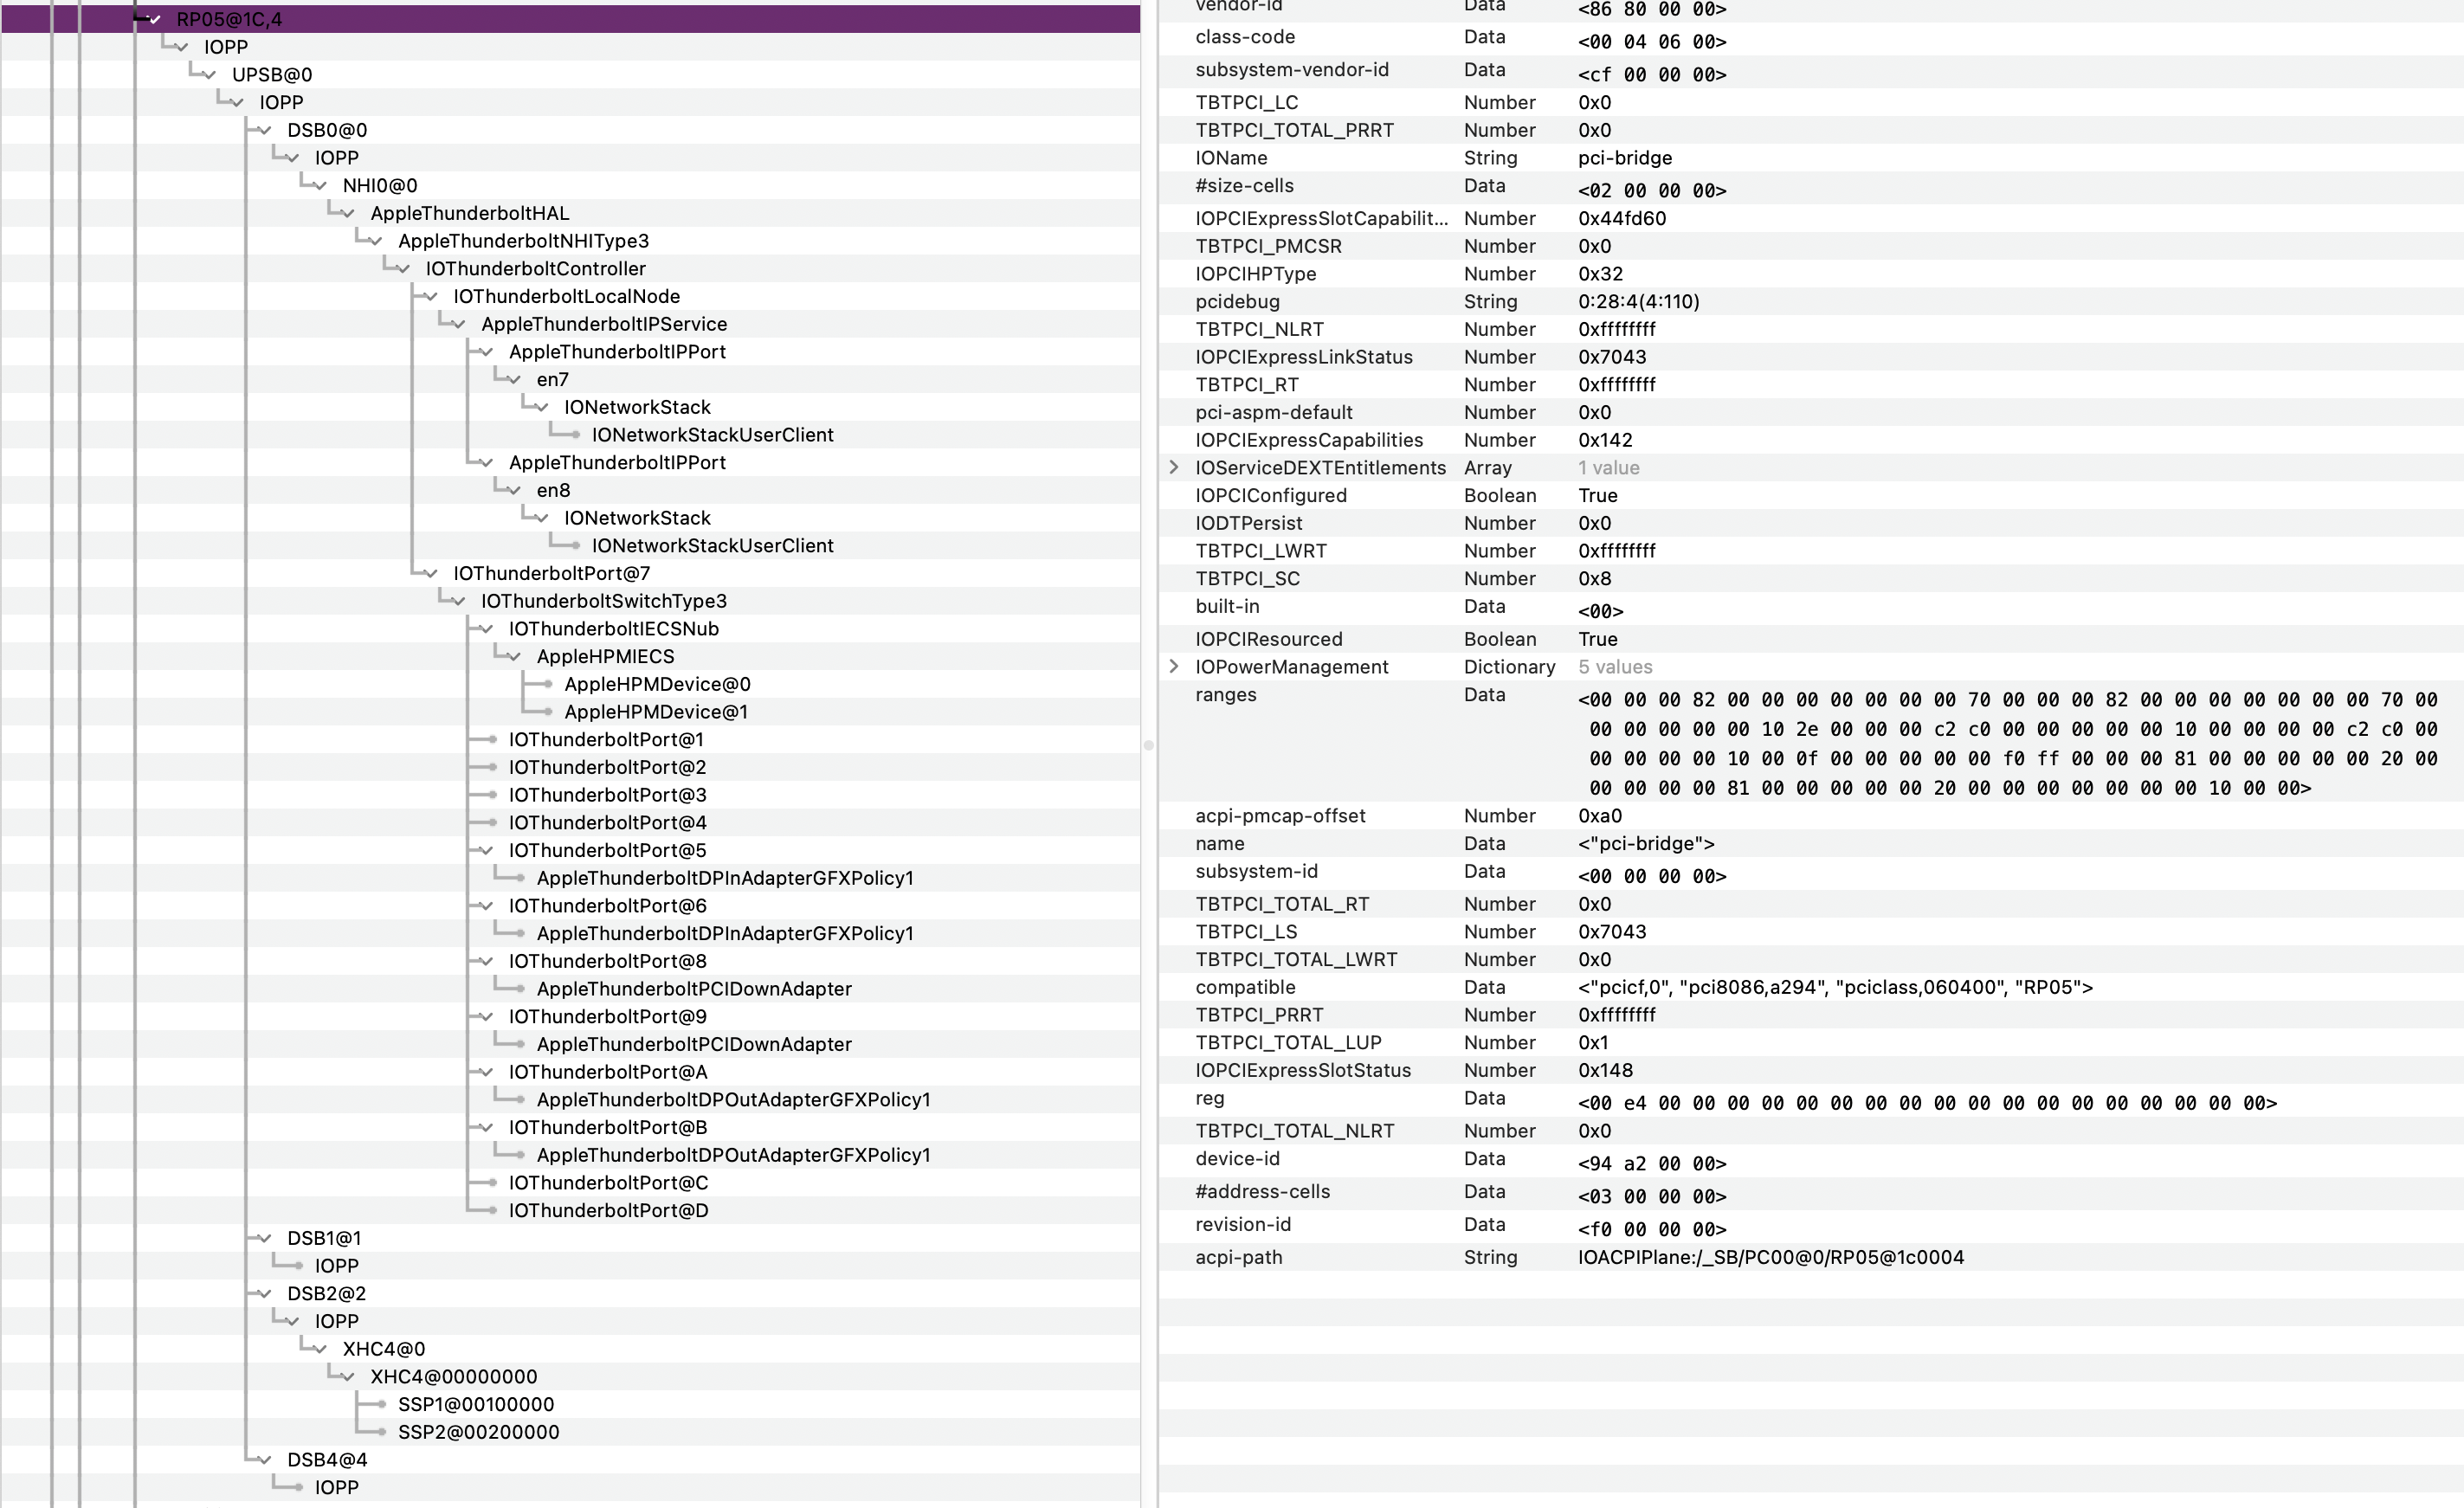 RP05@1C,4
IOPP
UPSB@0
IOPP
DSB0@0
IOPP
NHI0@0
AppleThunderboltHAL
AppleThunderboltNHIType3
IOThunderboltController
IOThunderboltLocalNode
AppleThunderboltIPService
AppleThunderboltIPPort
en7
IONetworkStack
IONetworkStackUserClient
AppleThunderboltIPPort
en8
IONetworkStack
IONetworkStackUserClient
IOThunderboltPort@7
IOThunderboltSwitchType3
IOThunderboltIECSNub
AppleHPMIECS
AppleHPMDevice@0
AppleHPMDevice@1
IOThunderboltPort@1
IOThunderboltPort@2
IOThunderboltPort@3
IOThunderboltPort@4
IOThunderboltPort@5
AppleThunderboltDPInAdapterGFXPolicy1
IOThunderboltPort@6
AppleThunderboltDPInAdapterGFXPolicy1
IOThunderboltPort@8
AppleThunderboltPCIDownAdapter
IOThunderboltPort@9
AppleThunderboltPCIDownAdapter
IOThunderboltPort@A
AppleThunderboltDPOutAdapterGFXPolicy1
IOThunderboltPort@B
AppleThunderboltDPOutAdapterGFXPolicy1
IOThunderboltPort@C
IOThunderboltPort@D
DSB1@1
IOPP
DSB2@2
IOPP
XHC4@0
XHC4@00000000
SSP1@00100000
SSP2@00200000
DSB4@4
IOPP
vendor-id Data <86 80 00 00>
class-code Data <00 04 06 00>
subsystem-vendor-id Data <cf 00 00 00>
TBTPCI_LC Number 0x0
TBTPCI_TOTAL_PRRT Number 0x0
IOName String pci-bridge
#size-cells Data <02 00 00 00>
IOPCIExpressSlotCapabilit... Number 0x44fd60
TBTPCI_PMCSR Number 0x0
IOPCIHPType Number 0x32
pcidebug String 0:28:4(4:110)
TBTPCI_NLRT Number 0xffffffff
IOPCIExpressLinkStatus Number 0x7043
TBTPCI_RT Number 0xffffffff
pci-aspm-default Number 0x0
IOPCIExpressCapabilities Number 0x142
IOServiceDEXTEntitlements Array 1 value
IOPCIConfigured Boolean True
IODTPersist Number 0x0
TBTPCI_LWRT Number 0xffffffff
TBTPCI_SC Number 0x8
built-in Data <00>
IOPCIResourced Boolean True
IOPowerManagement Dictionary 5 values
ranges Data <00 00 00 82 00 00 00 00 00 00 00 70 00 00 00 82 00 00 00 00 00 00 00 70 00
00 00 00 00 00 10 2e 00 00 00 c2 c0 00 00 00 00 00 10 00 00 00 00 c2 c0 00
00 00 00 00 10 00 0f 00 00 00 00 00 f0 ff 00 00 00 81 00 00 00 00 00 20 00
00 00 00 00 81 00 00 00 00 00 20 00 00 00 00 00 00 00 10 00 00>
acpi-pmcap-offset Number 0xa0
name Data <"pci-bridge">
subsystem-id Data <00 00 00 00>
TBTPCI_TOTAL_RT Number 0x0
TBTPCI_LS Number 0x7043
TBTPCI_TOTAL_LWRT Number 0x0
compatible Data <"pcicf,0", "pci8086,a294", "pciclass,060400", "RP05">
TBTPCI_PRRT Number 0xffffffff
TBTPCI_TOTAL_LUP Number 0x1
IOPCIExpressSlotStatus Number 0x148
reg Data <00 e4 00 00 00 00 00 00 00 00 00 00 00 00 00 00 00 00 00 00>
TBTPCI_TOTAL_NLRT Number 0x0
device-id Data <94 a2 00 00>
#address-cells Data <03 00 00 00>
revision-id Data <f0 00 00 00>
acpi-path String IOACPIPlane:/_SB/PC00@0/RP05@1c0004